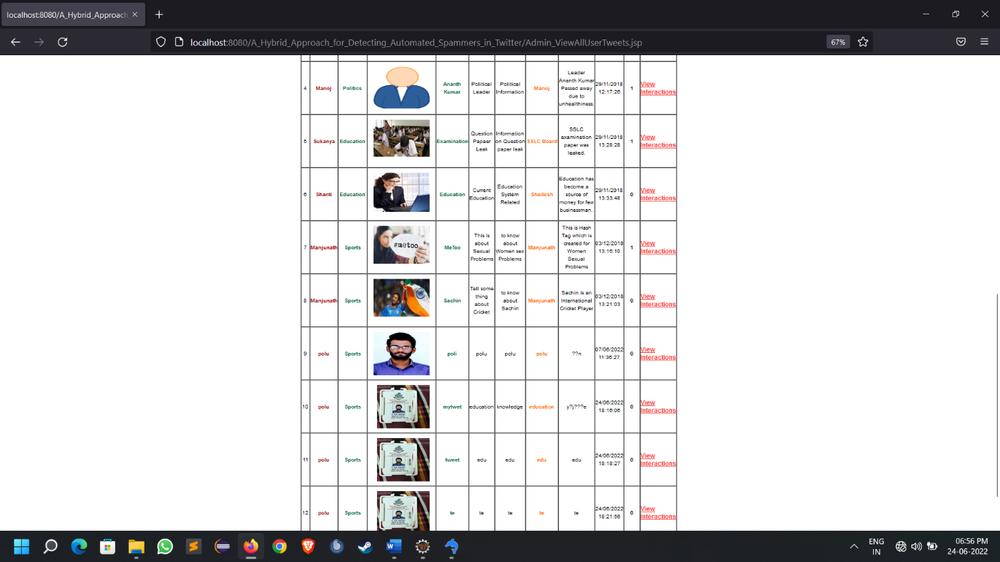 localhost:8080/A_Hybrid_Approach
localhost:8080/A_Hybrid_Approach_for_Detecting_Automated_Spammers_in_Twitter/Admin_ViewAllUserTweets.jsp
67%
4
Manoj
Politics
Ananth
Kumar
Political
Leader
Political
Information
Manoj
Leader
Ananth Kumar
Passed away
due to
unhealthiness.
29/11/2018
12:17:26
1
View
Interactions
5
Sukanya
Education
Examination
Question
Papaer
Leak
Information
on Question
paper leak
SSLC Board
SSLC
examination
paper was
leaked.
29/11/2018
13:28:28
1
View
Interactions
6
Shanti
Education
Education
Current
Education
Education
System
Related
Shailesh
Education has
become a
source of
money for few
businessman.
29/11/2018
13:33:48
0
View
Interactions
7
Manjunath
Sports
#metoo
MeToo
This is
about
Sexual
Problems
to know
about
Women sex
Problems
Manjunath
This is Hash
Tag which is
created for
Women
Sexual
Problems
03/12/2018
13:16:10
1
View
Interactions
8
Manjunath
Sports
Sachin
Tell some
thing
about
Cricket
to know
about
Sachin
Manjunath
Sachin is an
International
Cricket Player
03/12/2018
13:21:03
0
View
Interactions
9
polu
Sports
poli
polu
polu
polu
??n
07/06/2022
11:36:27
0
View
Interactions
10
polu
Sports
mytwet
education
knowledge
education
y?j???e
24/06/2022
18:16:06
0
View
Interactions
11
polu
Sports
tweet
edu
edu
edu
edu
24/06/2022
18:18:27
0
View
Interactions
12
polu
Sports
te
te
te
te
te
24/06/2022
18:21:56
0
View
Interactions
ENG
IN
06:56 PM
24-06-2022